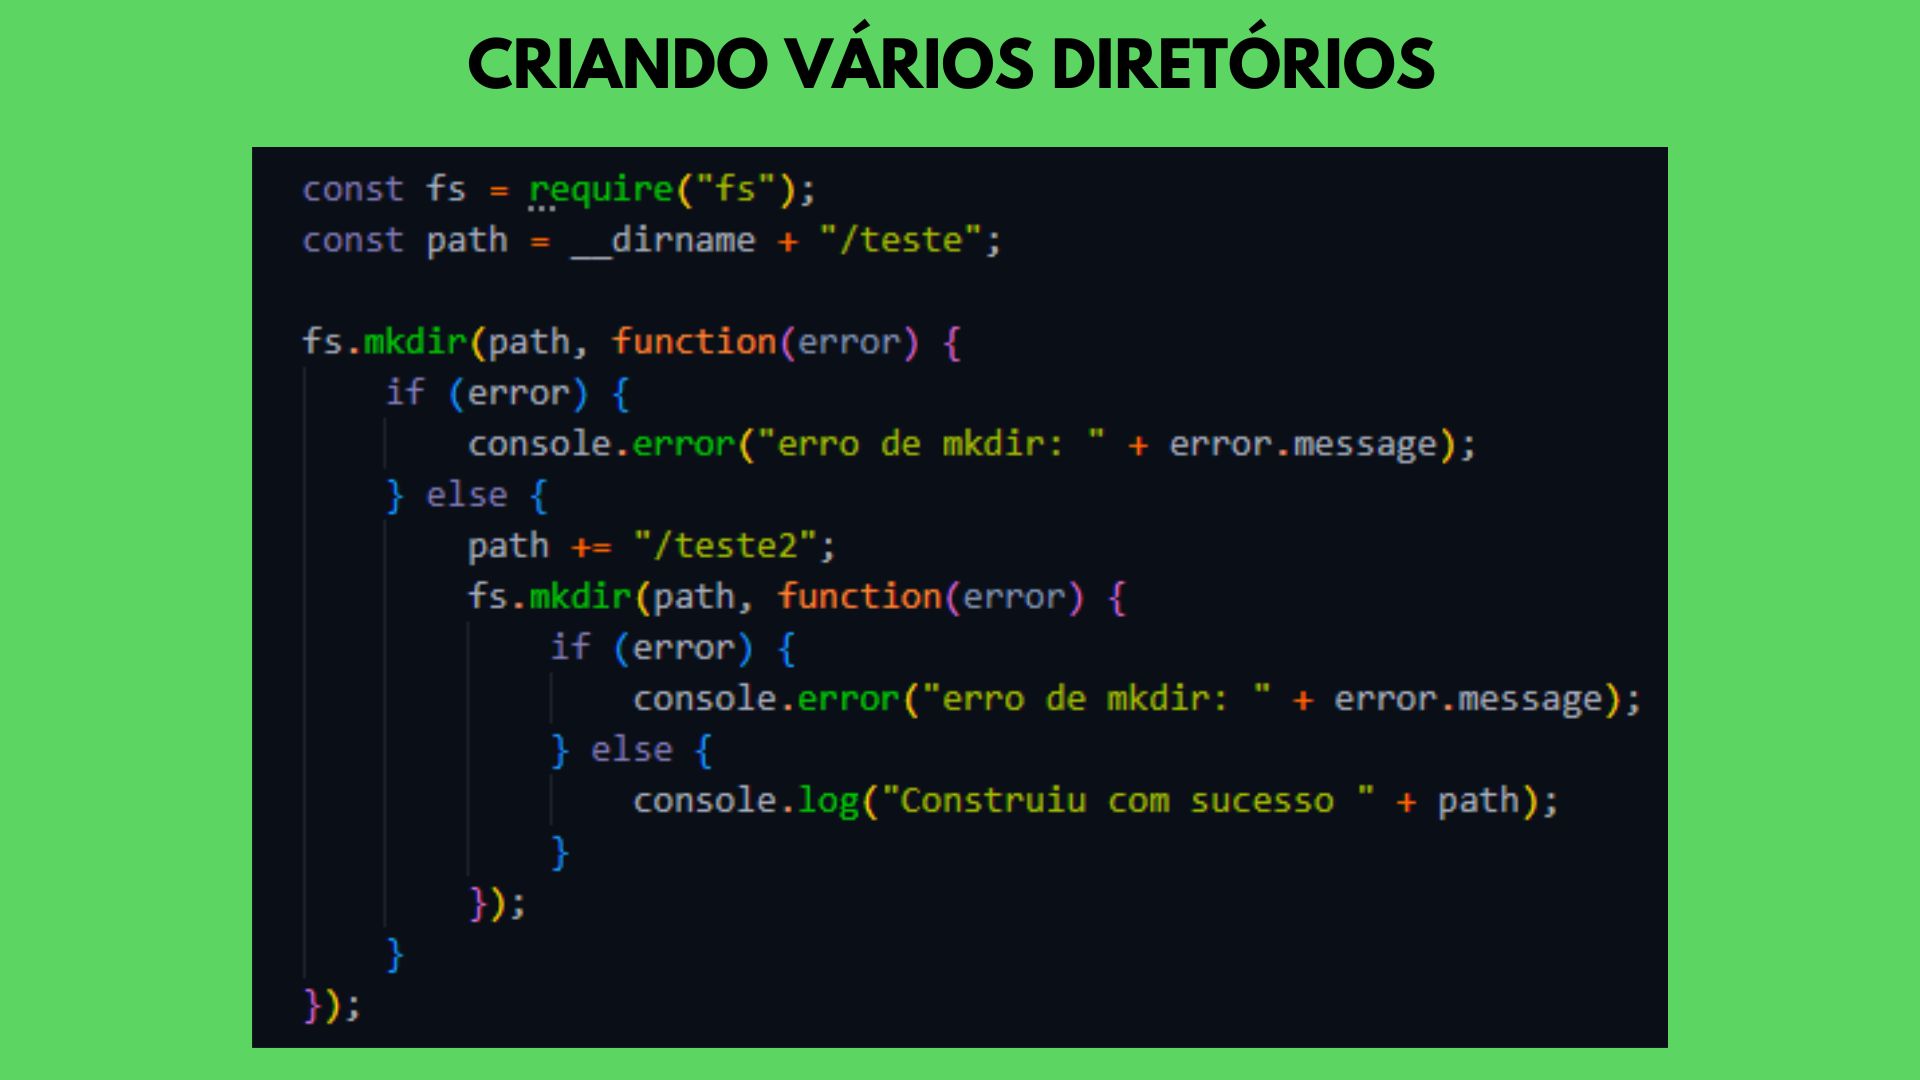 CRIANDO VÁRIOS DIRETÓRIOS
const fs = require("fs");
const path = __dirname + "/teste";
fs.mkdir(path, function(error) {
if (error) {
console.error("erro de mkdir: " + error.message);
} else {
path += "/teste2";
fs.mkdir(path, function(error) {
if (error) {
console.error("erro de mkdir: " + error.message);
} else {
console.log("Construiu com sucesso " + path);
}
});
}
});